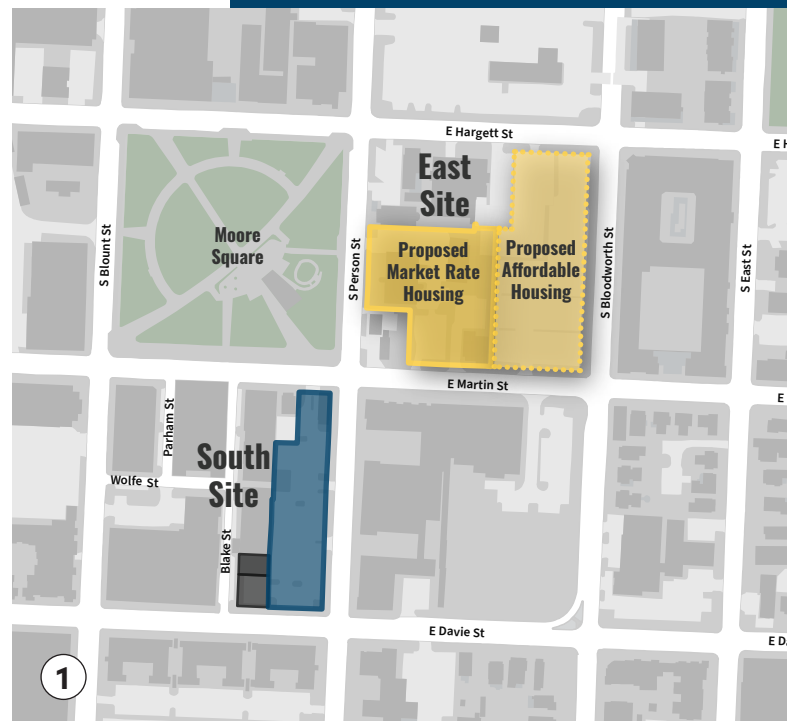 E Hargett St
E H
East
Site
S Blount St
Moore
Square
S Person St
Proposed
Market Rate
Housing
Proposed
Affordable
Housing
S Bloodworth St
S East St
E Martin St
E
Parham St
South
Site
Wolfe St
Blake St
E Davie St
E D
1